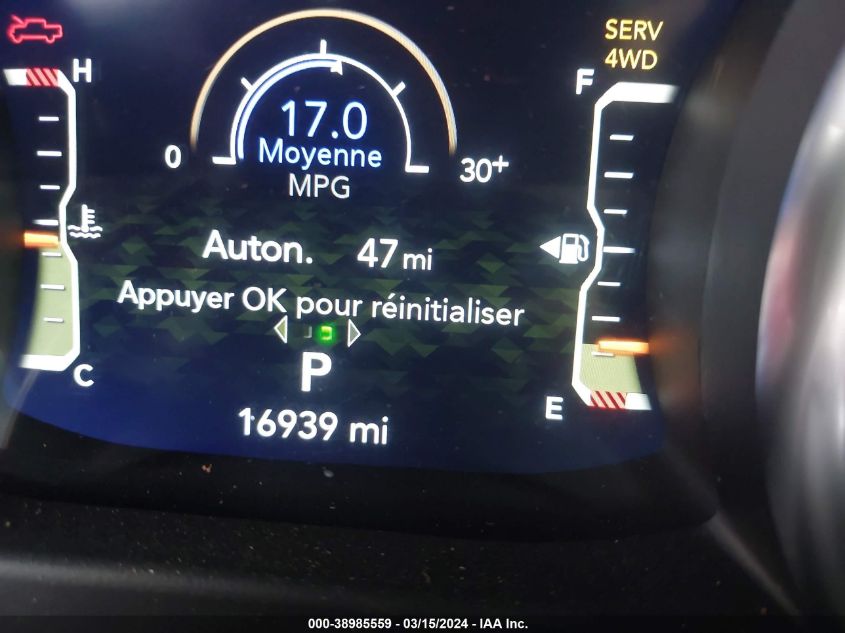 SERV
4WD
H
F
17.0
Moyenne
MPG
0
30+
Auton. 47 mi
Appuyer OK pour réinitialiser
P
C
E
16939 mi
000-38985559 - 03/15/2024 - IAA Inc.